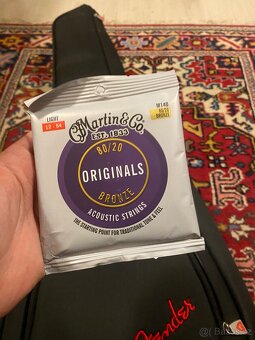 LIGHT
12 - 54
M140
80/20
BRONZE
Martin & Co.
EST. 1833
80/20
ORIGINALS
BRONZE
ACOUSTIC STRINGS
THE STARTING POINT FOR TRADITIONAL TONE & FEEL
Fender